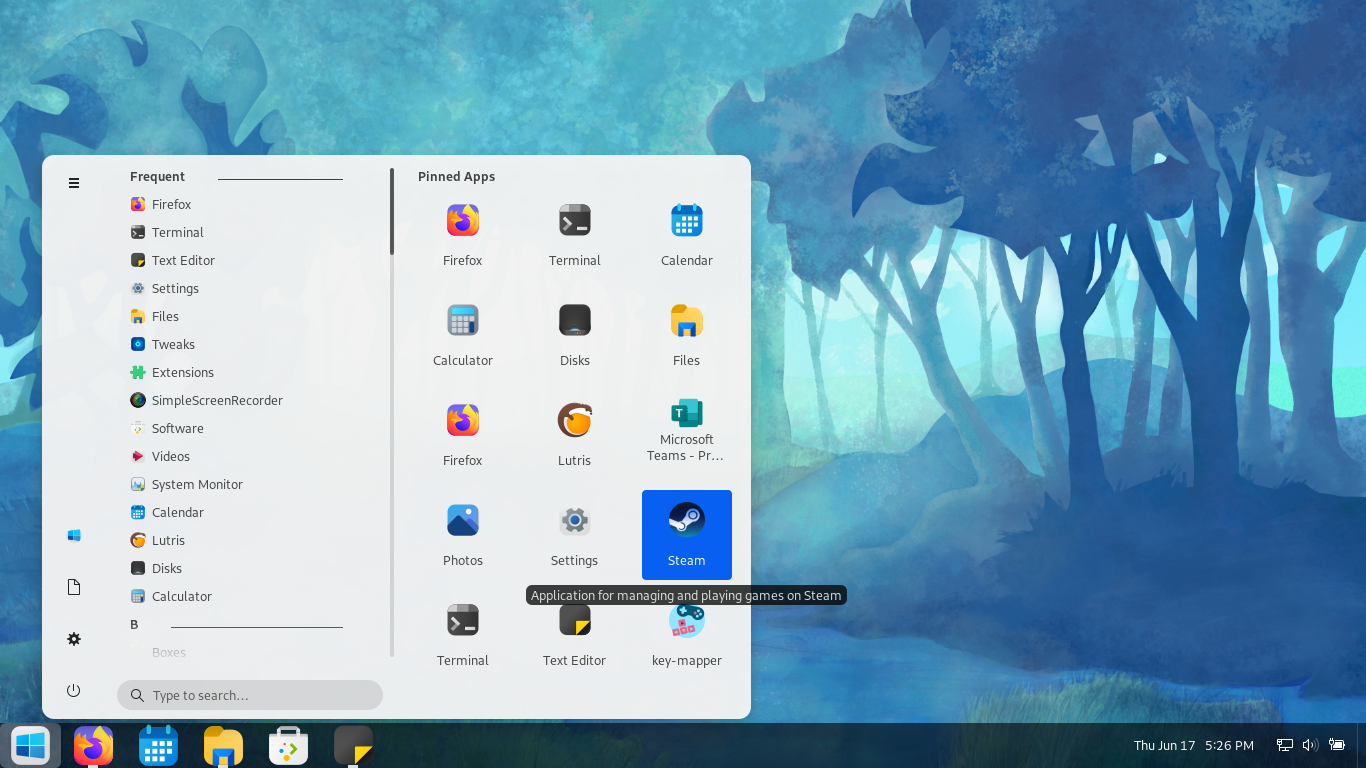 Frequent
Firefox
Terminal
Text Editor
Settings
Files
Tweaks
Extensions
SimpleScreenRecorder
Software
Videos
System Monitor
Calendar
Lutris
Disks
Calculator
B
Boxes
Type to search…
Pinned Apps
Firefox
Terminal
Calendar
Calculator
Disks
Files
Firefox
Lutris
T
Microsoft
Teams - Pr…
Photos
Settings
Steam
Application for managing and playing games on Steam
Terminal
Text Editor
key-mapper
Thu Jun 17 5:26 PM